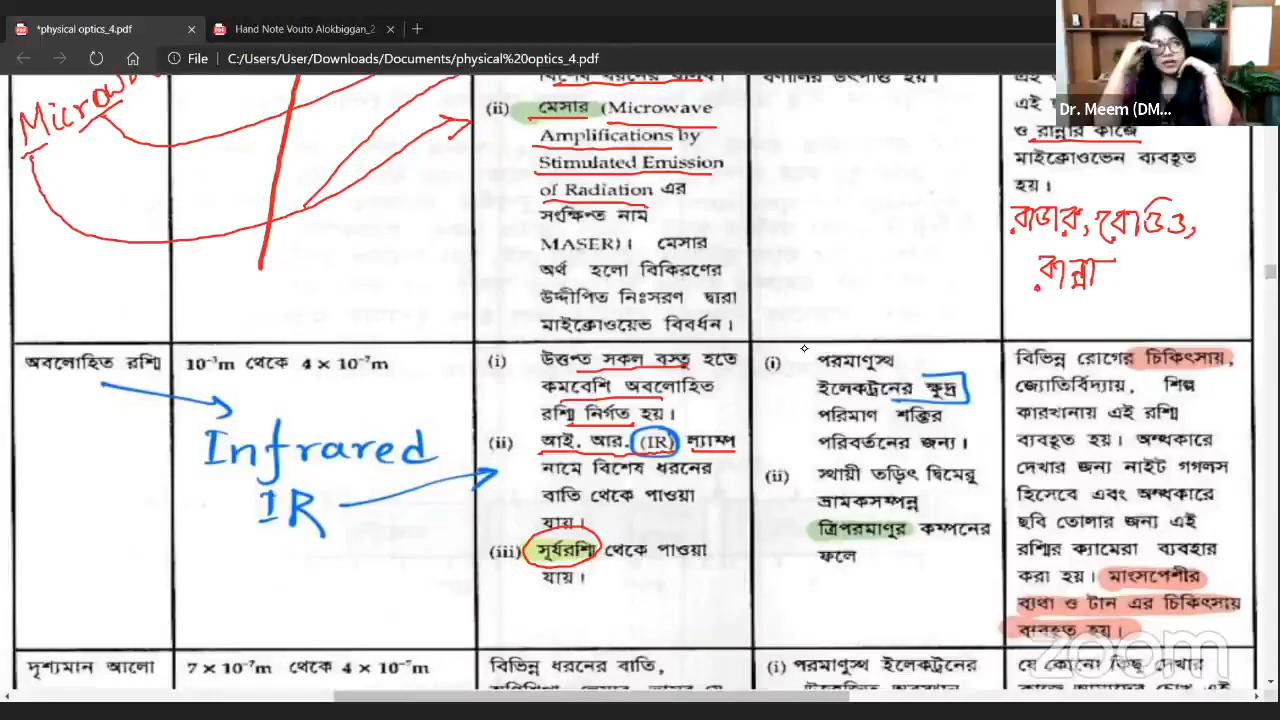 *physical optics_4.pdf
Hand Note Vouto Alokbiggan_2
File
C:/Users/User/Downloads/Documents/physical%20optics_4.pdf
Dr. Meem (DM...
বিশেষ ধরনের
(ii) মেসার (Microwave
Amplifications by
Stimulated Emission
of Radiation এর
সংক্ষিপ্ত নাম
MASER)। মেসার
অর্থ হলো বিকিরণের
উদ্দীপিত নিঃসরণ দ্বারা
মাইক্রোওয়েভ বিবর্ধন।
এই
ও রান্নার কাজে
মাইক্রোওভেন ব্যবহৃত
হয়।
রাডার, রেডিও,
রান্না
অবলোহিত রশ্মি
10⁻³m থেকে 4 × 10⁻⁷m
Infrared
IR
(i) উত্তপ্ত সকল বস্তু হতে
কমবেশি অবলোহিত
রশ্মি নির্গত হয়।
(ii) আই. আর. (IR) ল্যাম্প
নামে বিশেষ ধরনের
বাতি থেকে পাওয়া
যায়।
(iii) সূর্যরশ্মি থেকে পাওয়া
যায়।
(i) পরমাণুস্থ
ইলেকট্রনের ক্ষুদ্র
পরিমাণ শক্তির
পরিবর্তনের জন্য।
(ii) স্থায়ী তড়িৎ দ্বিমেরু
ভ্রামকসম্পন্ন
ত্রিপরমাণুর কম্পনের
ফলে
বিভিন্ন রোগের চিকিৎসায়,
জ্যোতির্বিদ্যায়, শিল্প
কারখানায় এই রশ্মি
ব্যবহৃত হয়। অন্ধকারে
দেখার জন্য নাইট গগলস
হিসেবে এবং অন্ধকারে
ছবি তোলার জন্য এই
রশ্মির ক্যামেরা ব্যবহার
করা হয়। মাংসপেশীর
ব্যথা ও টান এর চিকিৎসায়
ব্যবহৃত হয়।
দৃশ্যমান আলো
7 × 10⁻⁷m থেকে 4 × 10⁻⁷m
বিভিন্ন ধরনের বাতি,
(i) পরমাণুস্থ ইলেকট্রনের
যে কোনো কিছু দেখার
zoom